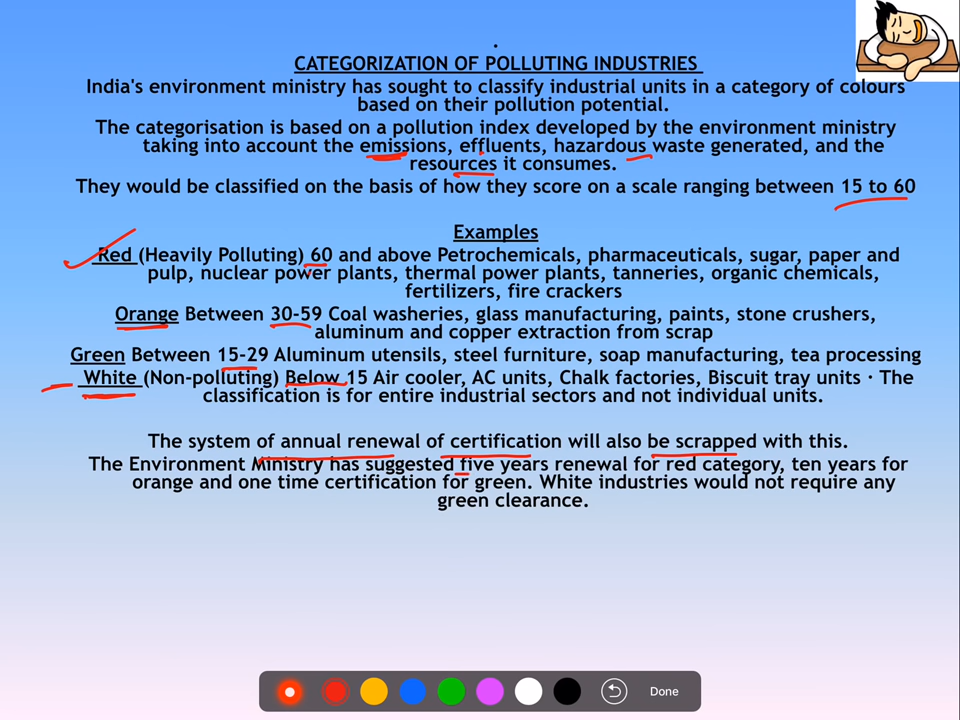 CATEGORIZATION OF POLLUTING INDUSTRIES
India's environment ministry has sought to classify industrial units in a category of colours
based on their pollution potential.
The categorisation is based on a pollution index developed by the environment ministry
taking into account the emissions, effluents, hazardous waste generated, and the
resources it consumes.
They would be classified on the basis of how they score on a scale ranging between 15 to 60
Examples
Red (Heavily Polluting) 60 and above Petrochemicals, pharmaceuticals, sugar, paper and
pulp, nuclear power plants, thermal power plants, tanneries, organic chemicals,
fertilizers, fire crackers
Orange Between 30-59 Coal washeries, glass manufacturing, paints, stone crushers,
aluminum and copper extraction from scrap
Green Between 15-29 Aluminum utensils, steel furniture, soap manufacturing, tea processing
White (Non-polluting) Below 15 Air cooler, AC units, Chalk factories, Biscuit tray units · The
classification is for entire industrial sectors and not individual units.
The system of annual renewal of certification will also be scrapped with this.
The Environment Ministry has suggested five years renewal for red category, ten years for
orange and one time certification for green. White industries would not require any
green clearance.
Done